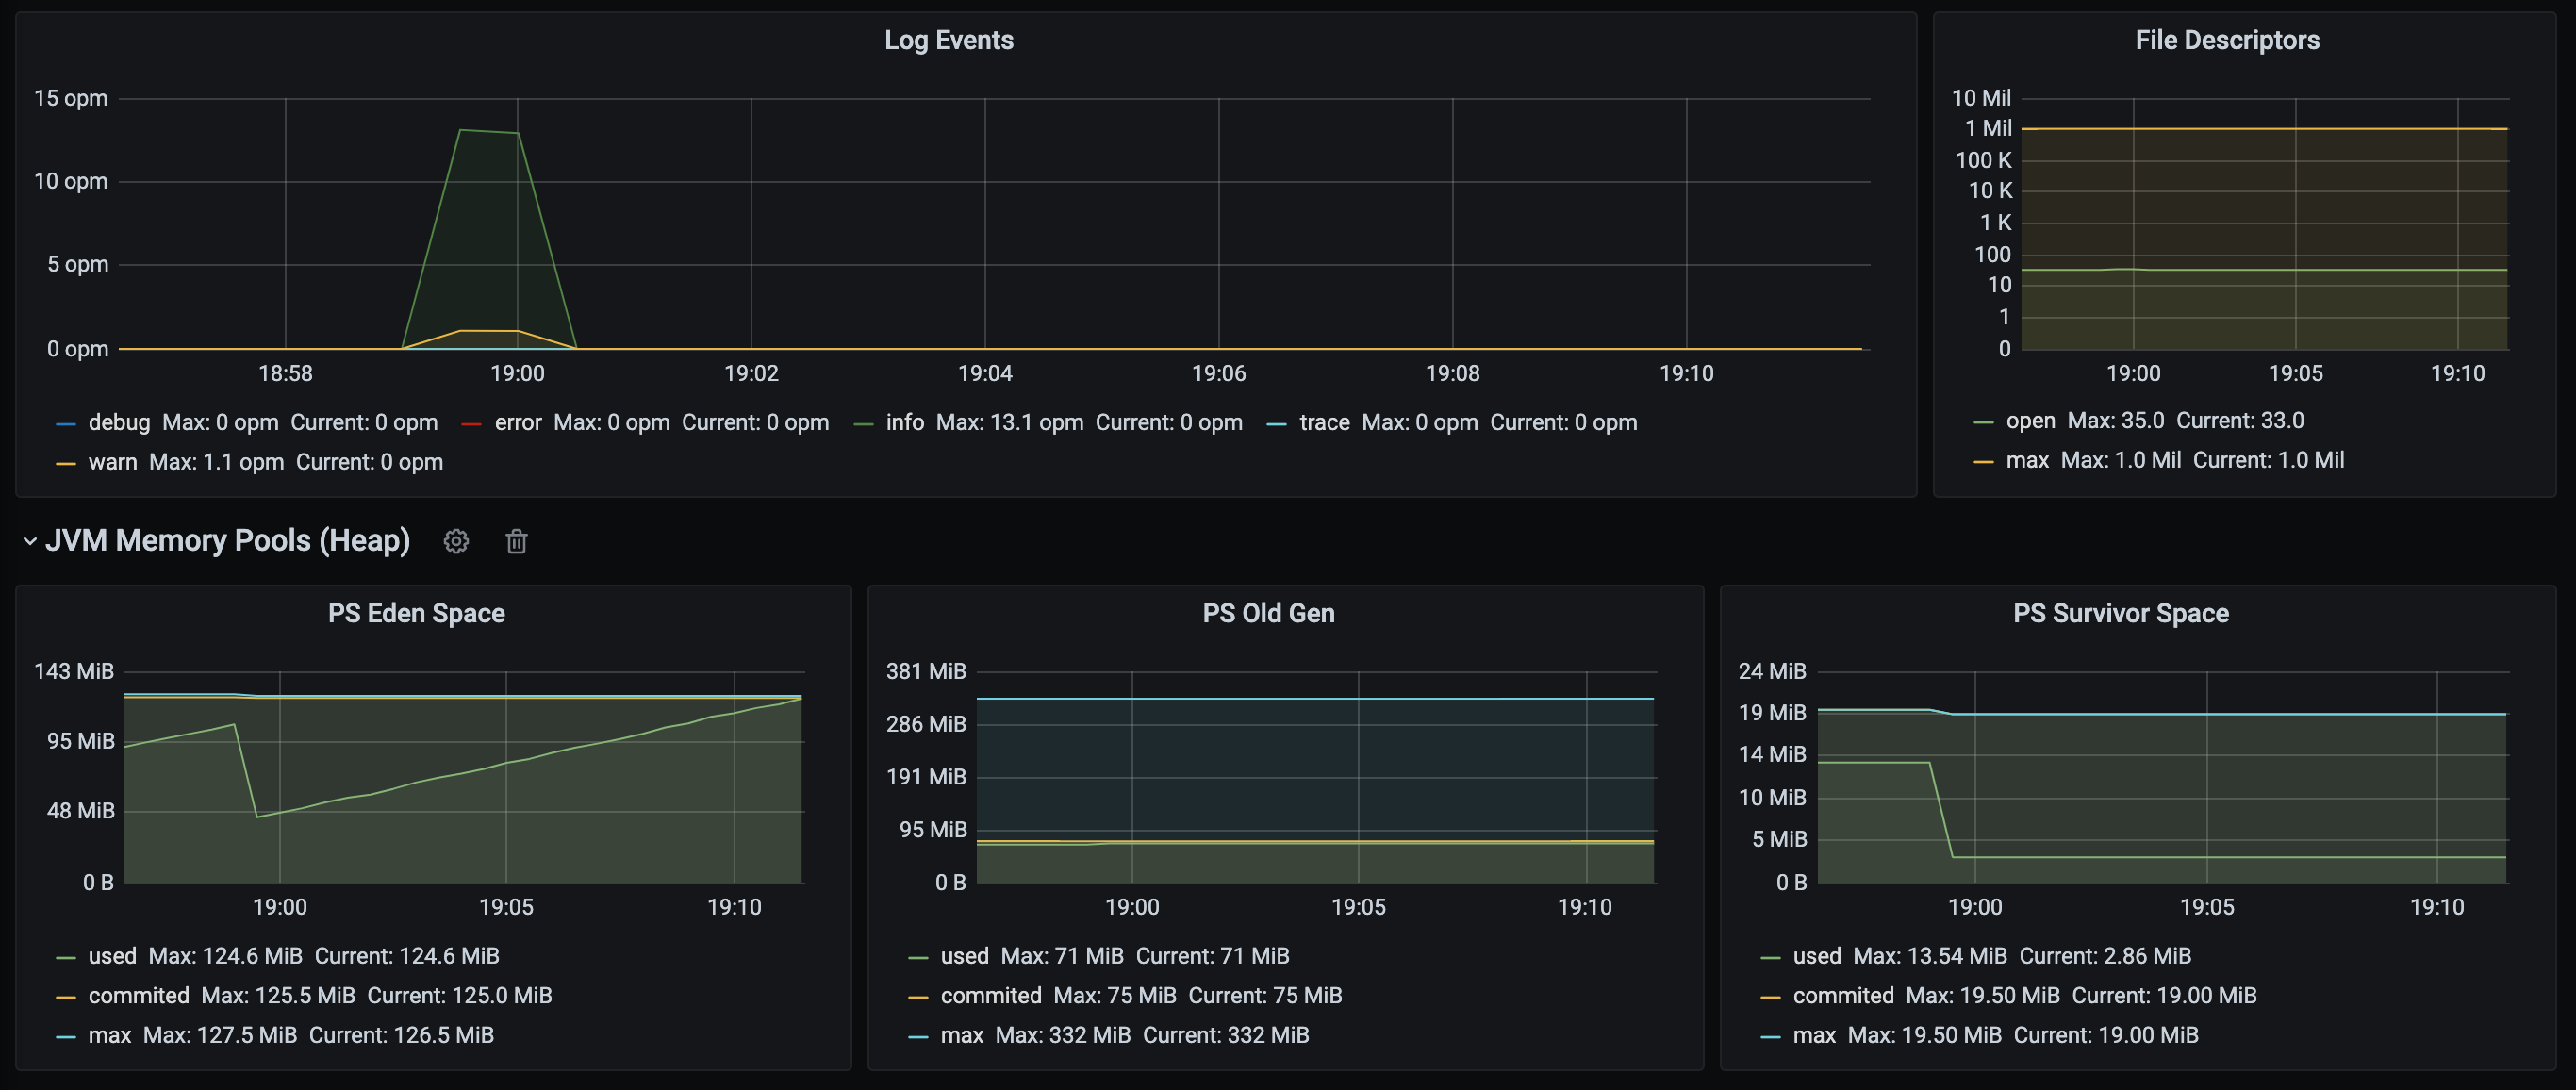 Log Events
15 opm
10 opm
5 opm
0 opm
18:58 19:00 19:02 19:04 19:06 19:08 19:10
debug Max: 0 opm Current: 0 opm error Max: 0 opm Current: 0 opm info Max: 13.1 opm Current: 0 opm trace Max: 0 opm Current: 0 opm
warn Max: 1.1 opm Current: 0 opm
File Descriptors
10 Mil
1 Mil
100 K
10 K
1 K
100
10
1
0
19:00 19:05 19:10
open Max: 35.0 Current: 33.0
max Max: 1.0 Mil Current: 1.0 Mil
JVM Memory Pools (Heap)
PS Eden Space
143 MiB
95 MiB
48 MiB
0 B
19:00 19:05 19:10
used Max: 124.6 MiB Current: 124.6 MiB
commited Max: 125.5 MiB Current: 125.0 MiB
max Max: 127.5 MiB Current: 126.5 MiB
PS Old Gen
381 MiB
286 MiB
191 MiB
95 MiB
0 B
19:00 19:05 19:10
used Max: 71 MiB Current: 71 MiB
commited Max: 75 MiB Current: 75 MiB
max Max: 332 MiB Current: 332 MiB
PS Survivor Space
24 MiB
19 MiB
14 MiB
10 MiB
5 MiB
0 B
19:00 19:05 19:10
used Max: 13.54 MiB Current: 2.86 MiB
commited Max: 19.50 MiB Current: 19.00 MiB
max Max: 19.50 MiB Current: 19.00 MiB